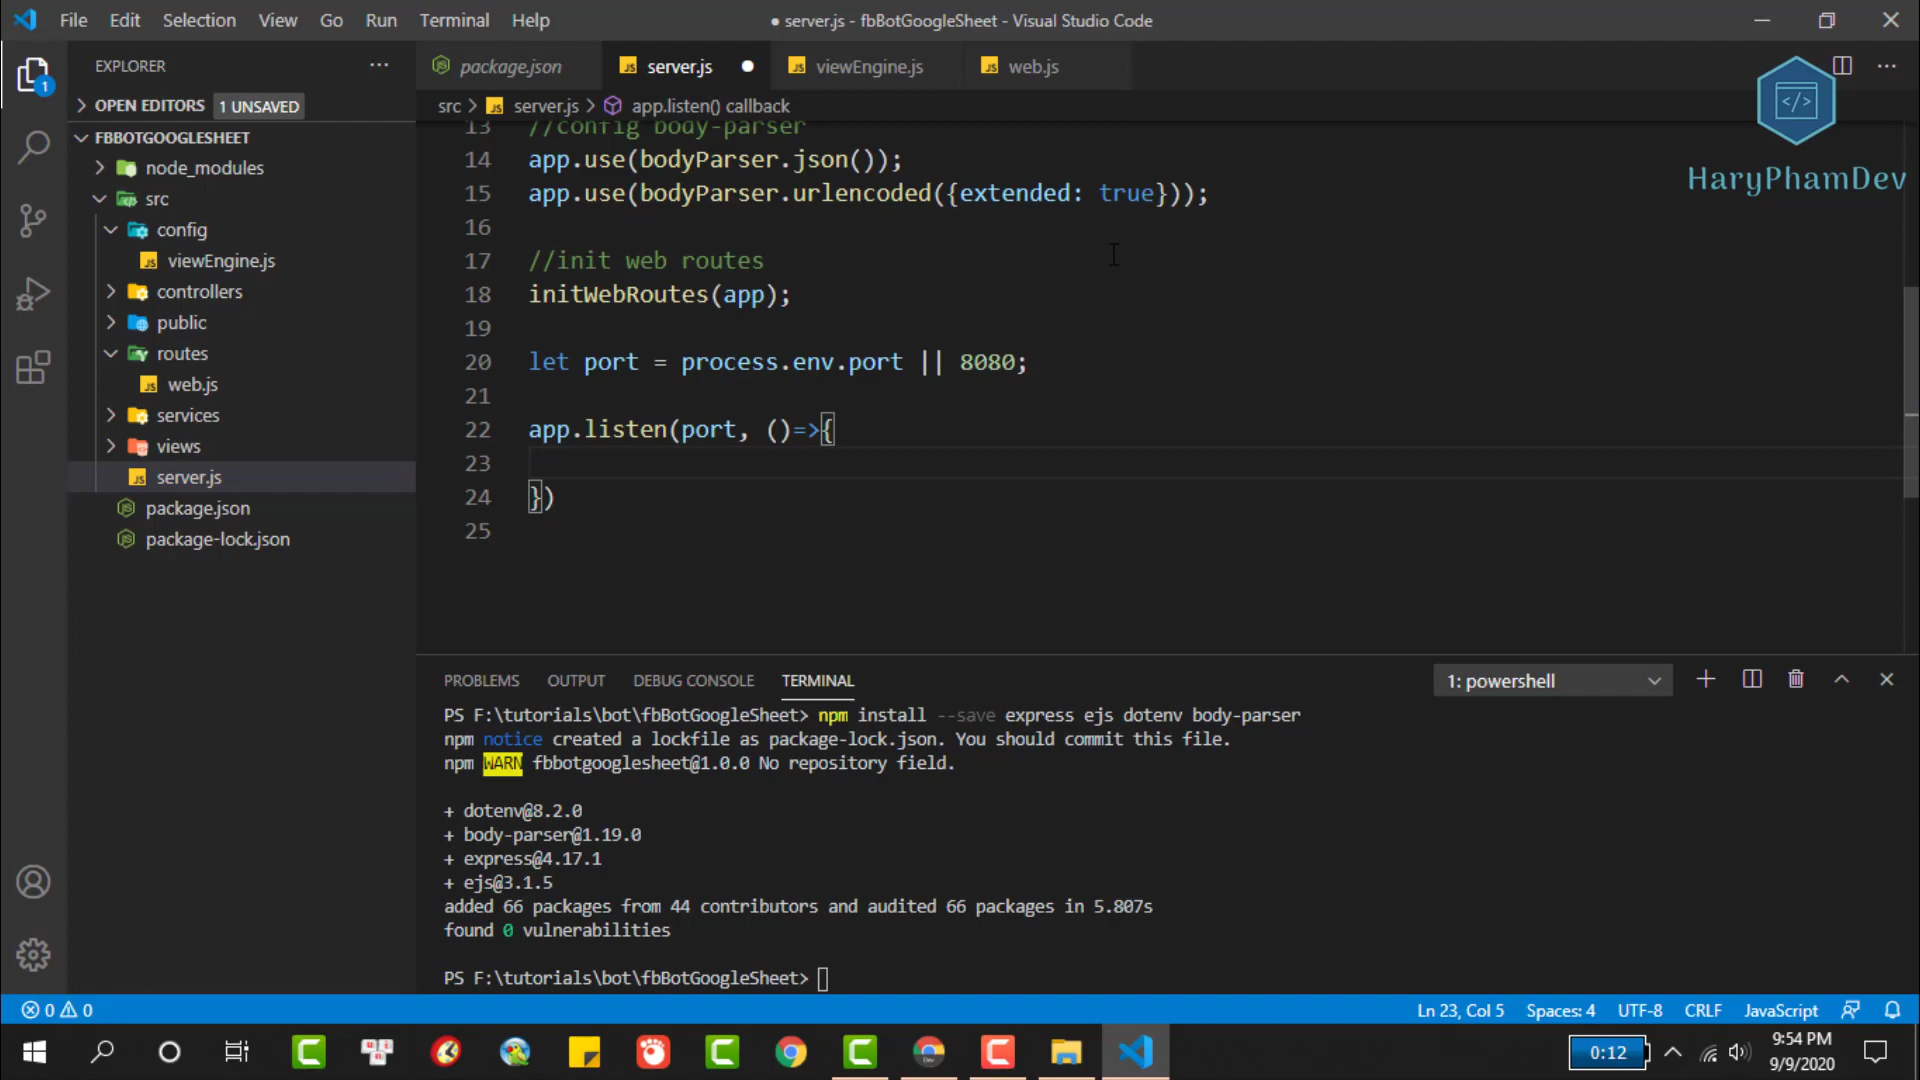 File Edit Selection View Go Run Terminal Help
● server.js - fbBotGoogleSheet - Visual Studio Code
EXPLORER
package.json
server.js
viewEngine.js
web.js
OPEN EDITORS 1 UNSAVED
src > server.js > app.listen() callback
FBBOTGOOGLESHEET
node_modules
src
config
viewEngine.js
controllers
public
routes
web.js
services
views
server.js
package.json
package-lock.json
1
</>
HaryPhamDev
13 //config body-parser
14 app.use(bodyParser.json());
15 app.use(bodyParser.urlencoded({extended: true}));
16
17 //init web routes
18 initWebRoutes(app);
19
20 let port = process.env.port || 8080;
21
22 app.listen(port, ()=>{
23
24 })
25
PROBLEMS OUTPUT DEBUG CONSOLE TERMINAL
1: powershell
PS F:\tutorials\bot\fbBotGoogleSheet> npm install --save express ejs dotenv body-parser
npm notice created a lockfile as package-lock.json. You should commit this file.
npm WARN fbbotgooglesheet@1.0.0 No repository field.
+ dotenv@8.2.0
+ body-parser@1.19.0
+ express@4.17.1
+ ejs@3.1.5
added 66 packages from 44 contributors and audited 66 packages in 5.807s
found 0 vulnerabilities
PS F:\tutorials\bot\fbBotGoogleSheet>
0 0
Ln 23, Col 5 Spaces: 4 UTF-8 CRLF JavaScript
0:12
9:54 PM
9/9/2020